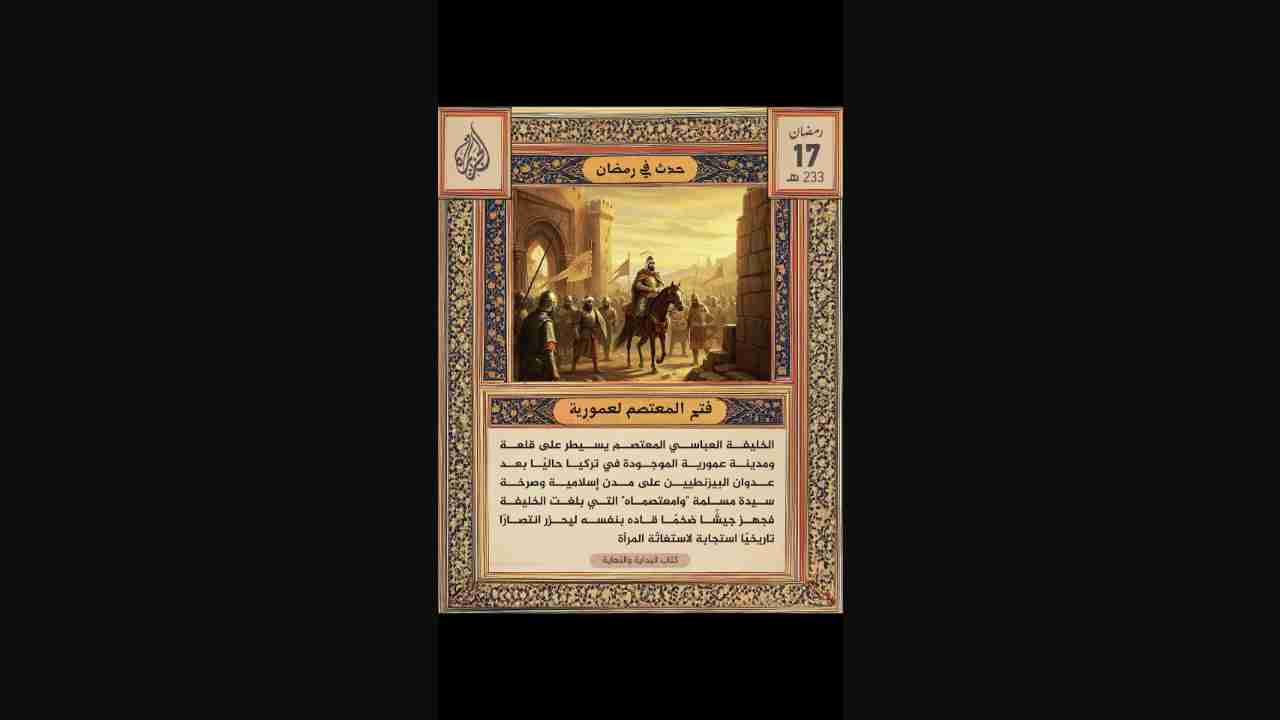 رمضان
17
233 هـ
الجزيرة
حدث في رمضان
فتح المعتصم لعمورية
الخليفة العباسي المعتصم يسيطر على قلعة
ومدينة عمورية الموجودة في تركيا حاليًا بعد
عدوان البيزنطيين على مدن إسلامية وصرخة
سيدة مسلمة "وامعتصماه" التي بلغت الخليفة
فجهز جيشًا ضخمًا قاده بنفسه ليحرز انتصارًا
تاريخيًا استجابة لاستغاثة المرأة
كتاب البداية والنهاية